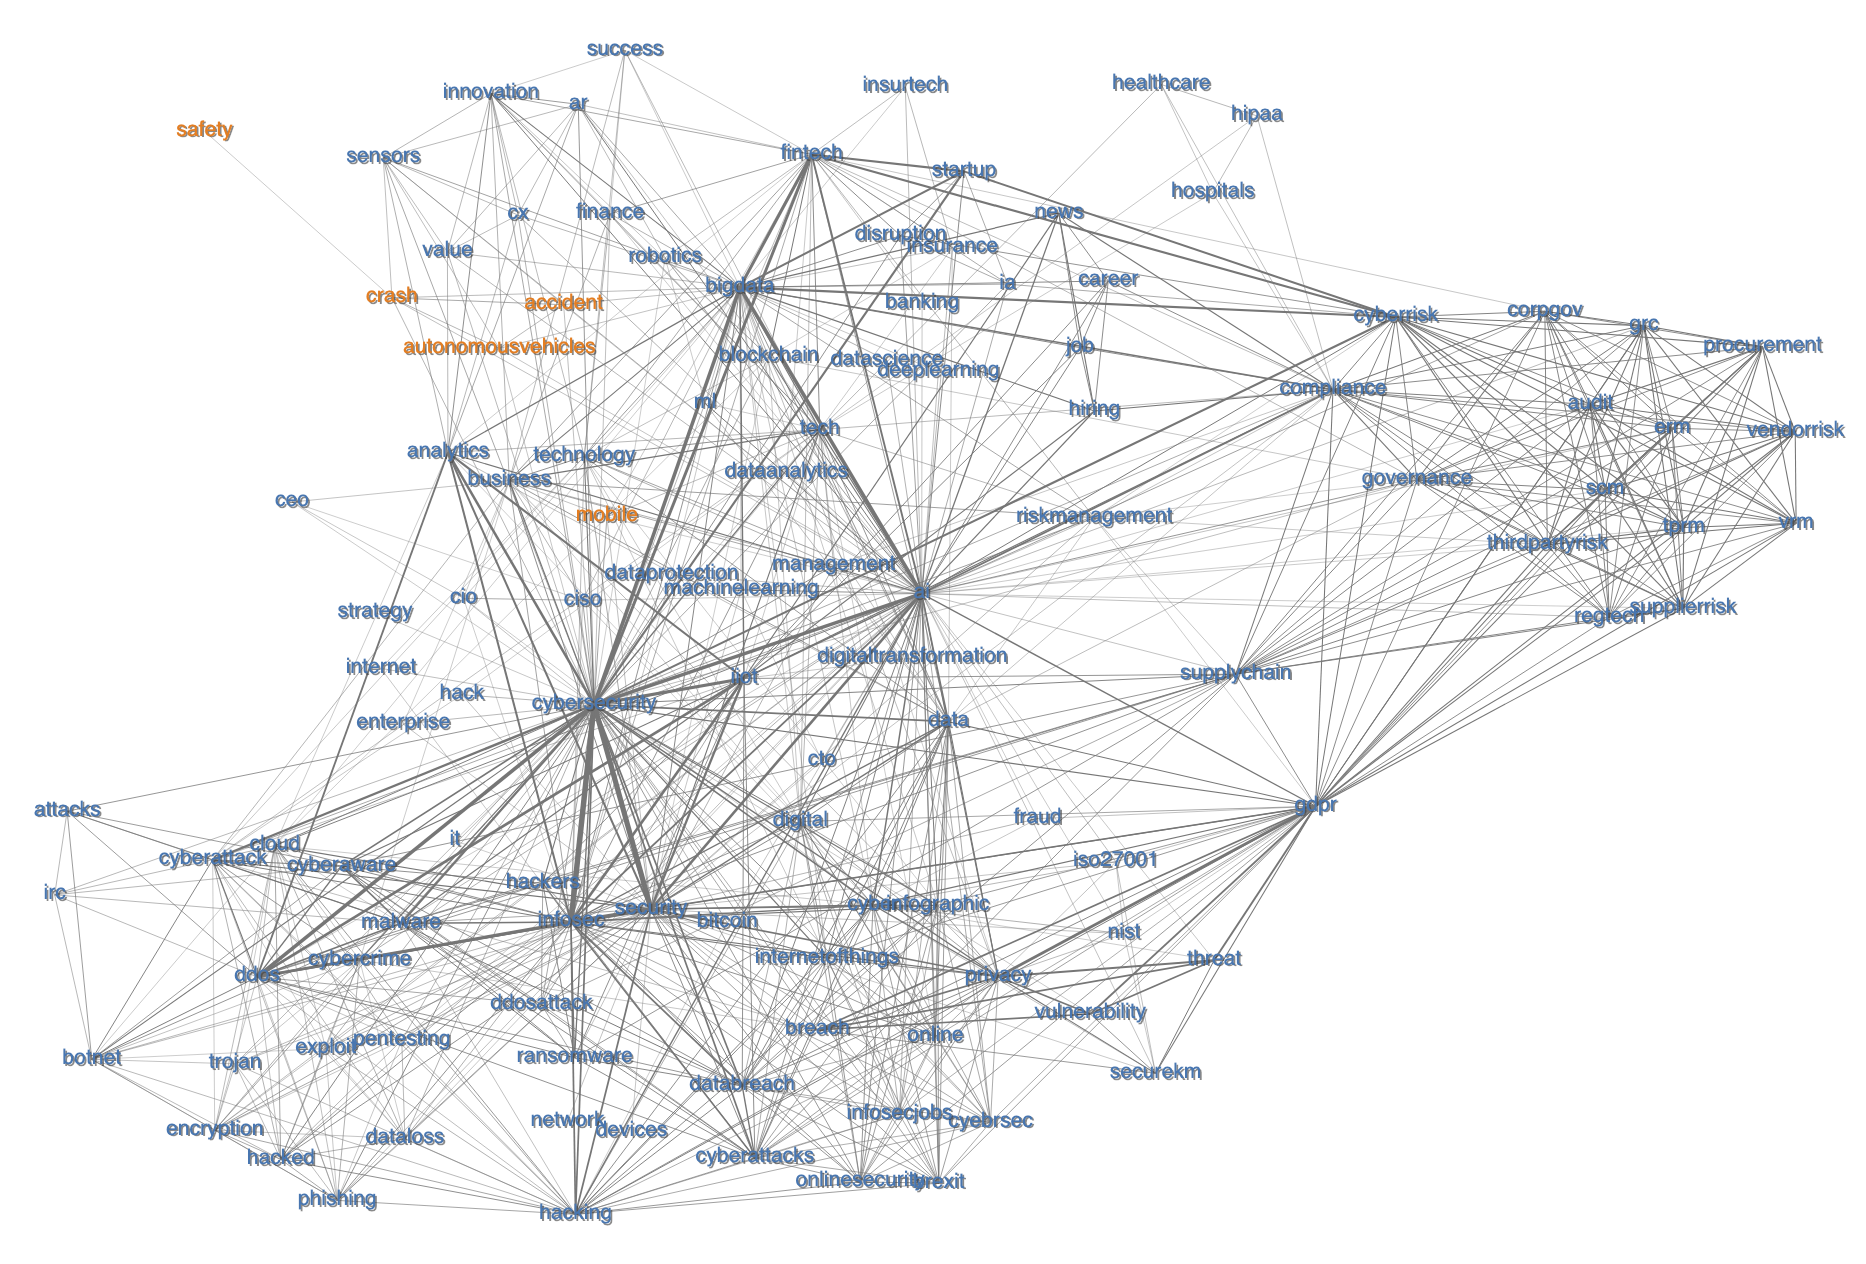 success
insurtech
healthcare
innovation
ar
hipaa
safety
sensors
fintech
startup
hospitals
cx
finance
news
disruption
insurance
value
robotics
bigdata
ia
career
crash
accident
banking
cyberrisk
corpgov
grc
procurement
autonomousvehicles
blockchain
datascience
deeplearning
job
compliance
ml
hiring
audit
erm
vendorrisk
tech
analytics
technology
business
dataanalytics
governance
scm
ceo
mobile
riskmanagement
tprm
vrm
thirdpartyrisk
dataprotection
management
machinelearning
ai
cio
ciso
strategy
regtech
supplierrisk
internet
digitaltransformation
supplychain
iiot
hack
cybersecurity
enterprise
data
cto
attacks
digital
fraud
gdpr
it
cloud
cyberattack
cyberaware
iso27001
irc
hackers
malware
infosec
security
bitcoin
cyber
infographic
nist
ddos
cybercrime
internetofthings
privacy
threat
ddosattack
vulnerability
breach
online
botnet
trojan
exploit
pentesting
ransomware
databreach
securekm
encryption
dataloss
network
devices
infosecjobs
cyebrsec
hacked
cyberattacks
phishing
onlinesecurity
brexit
hacking